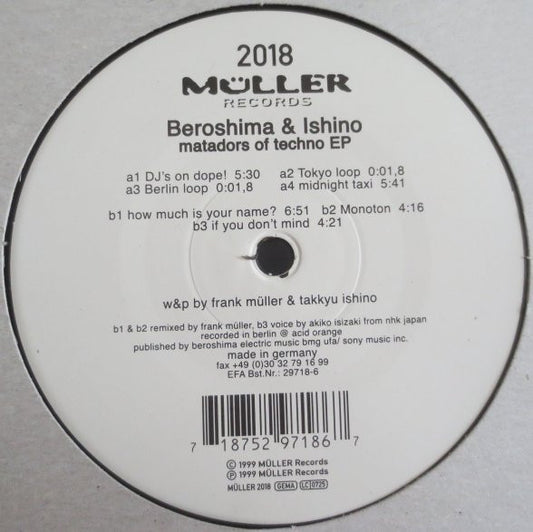 2018
MÜLLER
RECORDS
Beroshima & Ishino
matadors of techno EP
a1 DJ's on dope! 5:30 a2 Tokyo loop 0:01,8
a3 Berlin loop 0:01,8 a4 midnight taxi 5:41
b1 how much is your name? 6:51 b2 Monoton 4:16
b3 if you don't mind 4:21
w&p by frank müller & takkyu ishino
b1 & b2 remixed by frank müller, b3 voice by akiko isizaki from nhk japan
recorded in berlin @ acid orange
published by beroshima electric music bmg ufa/ sony music inc.
made in germany
fax +49 (0)30 32 79 16 99
EFA Bst.Nr.: 29718-6
7 18752 97186 7
© 1999 MÜLLER Records
℗ 1999 MÜLLER Records
MÜLLER 2018 GEMA LC 0725